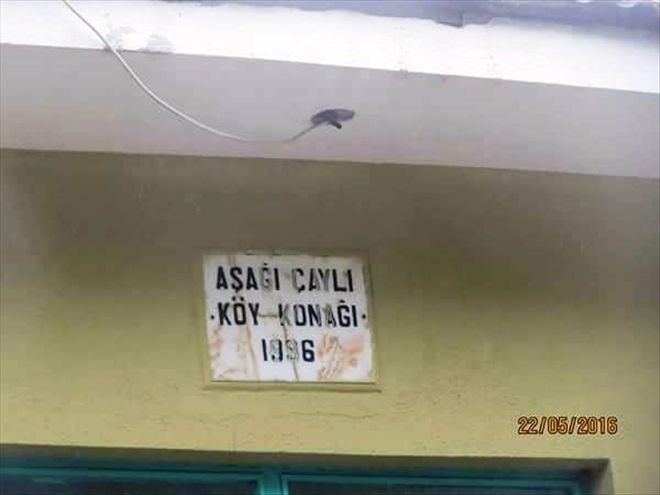 AŞAĞI ÇAYLI
·KÖY KONAĞI·
1996
22/05/2016